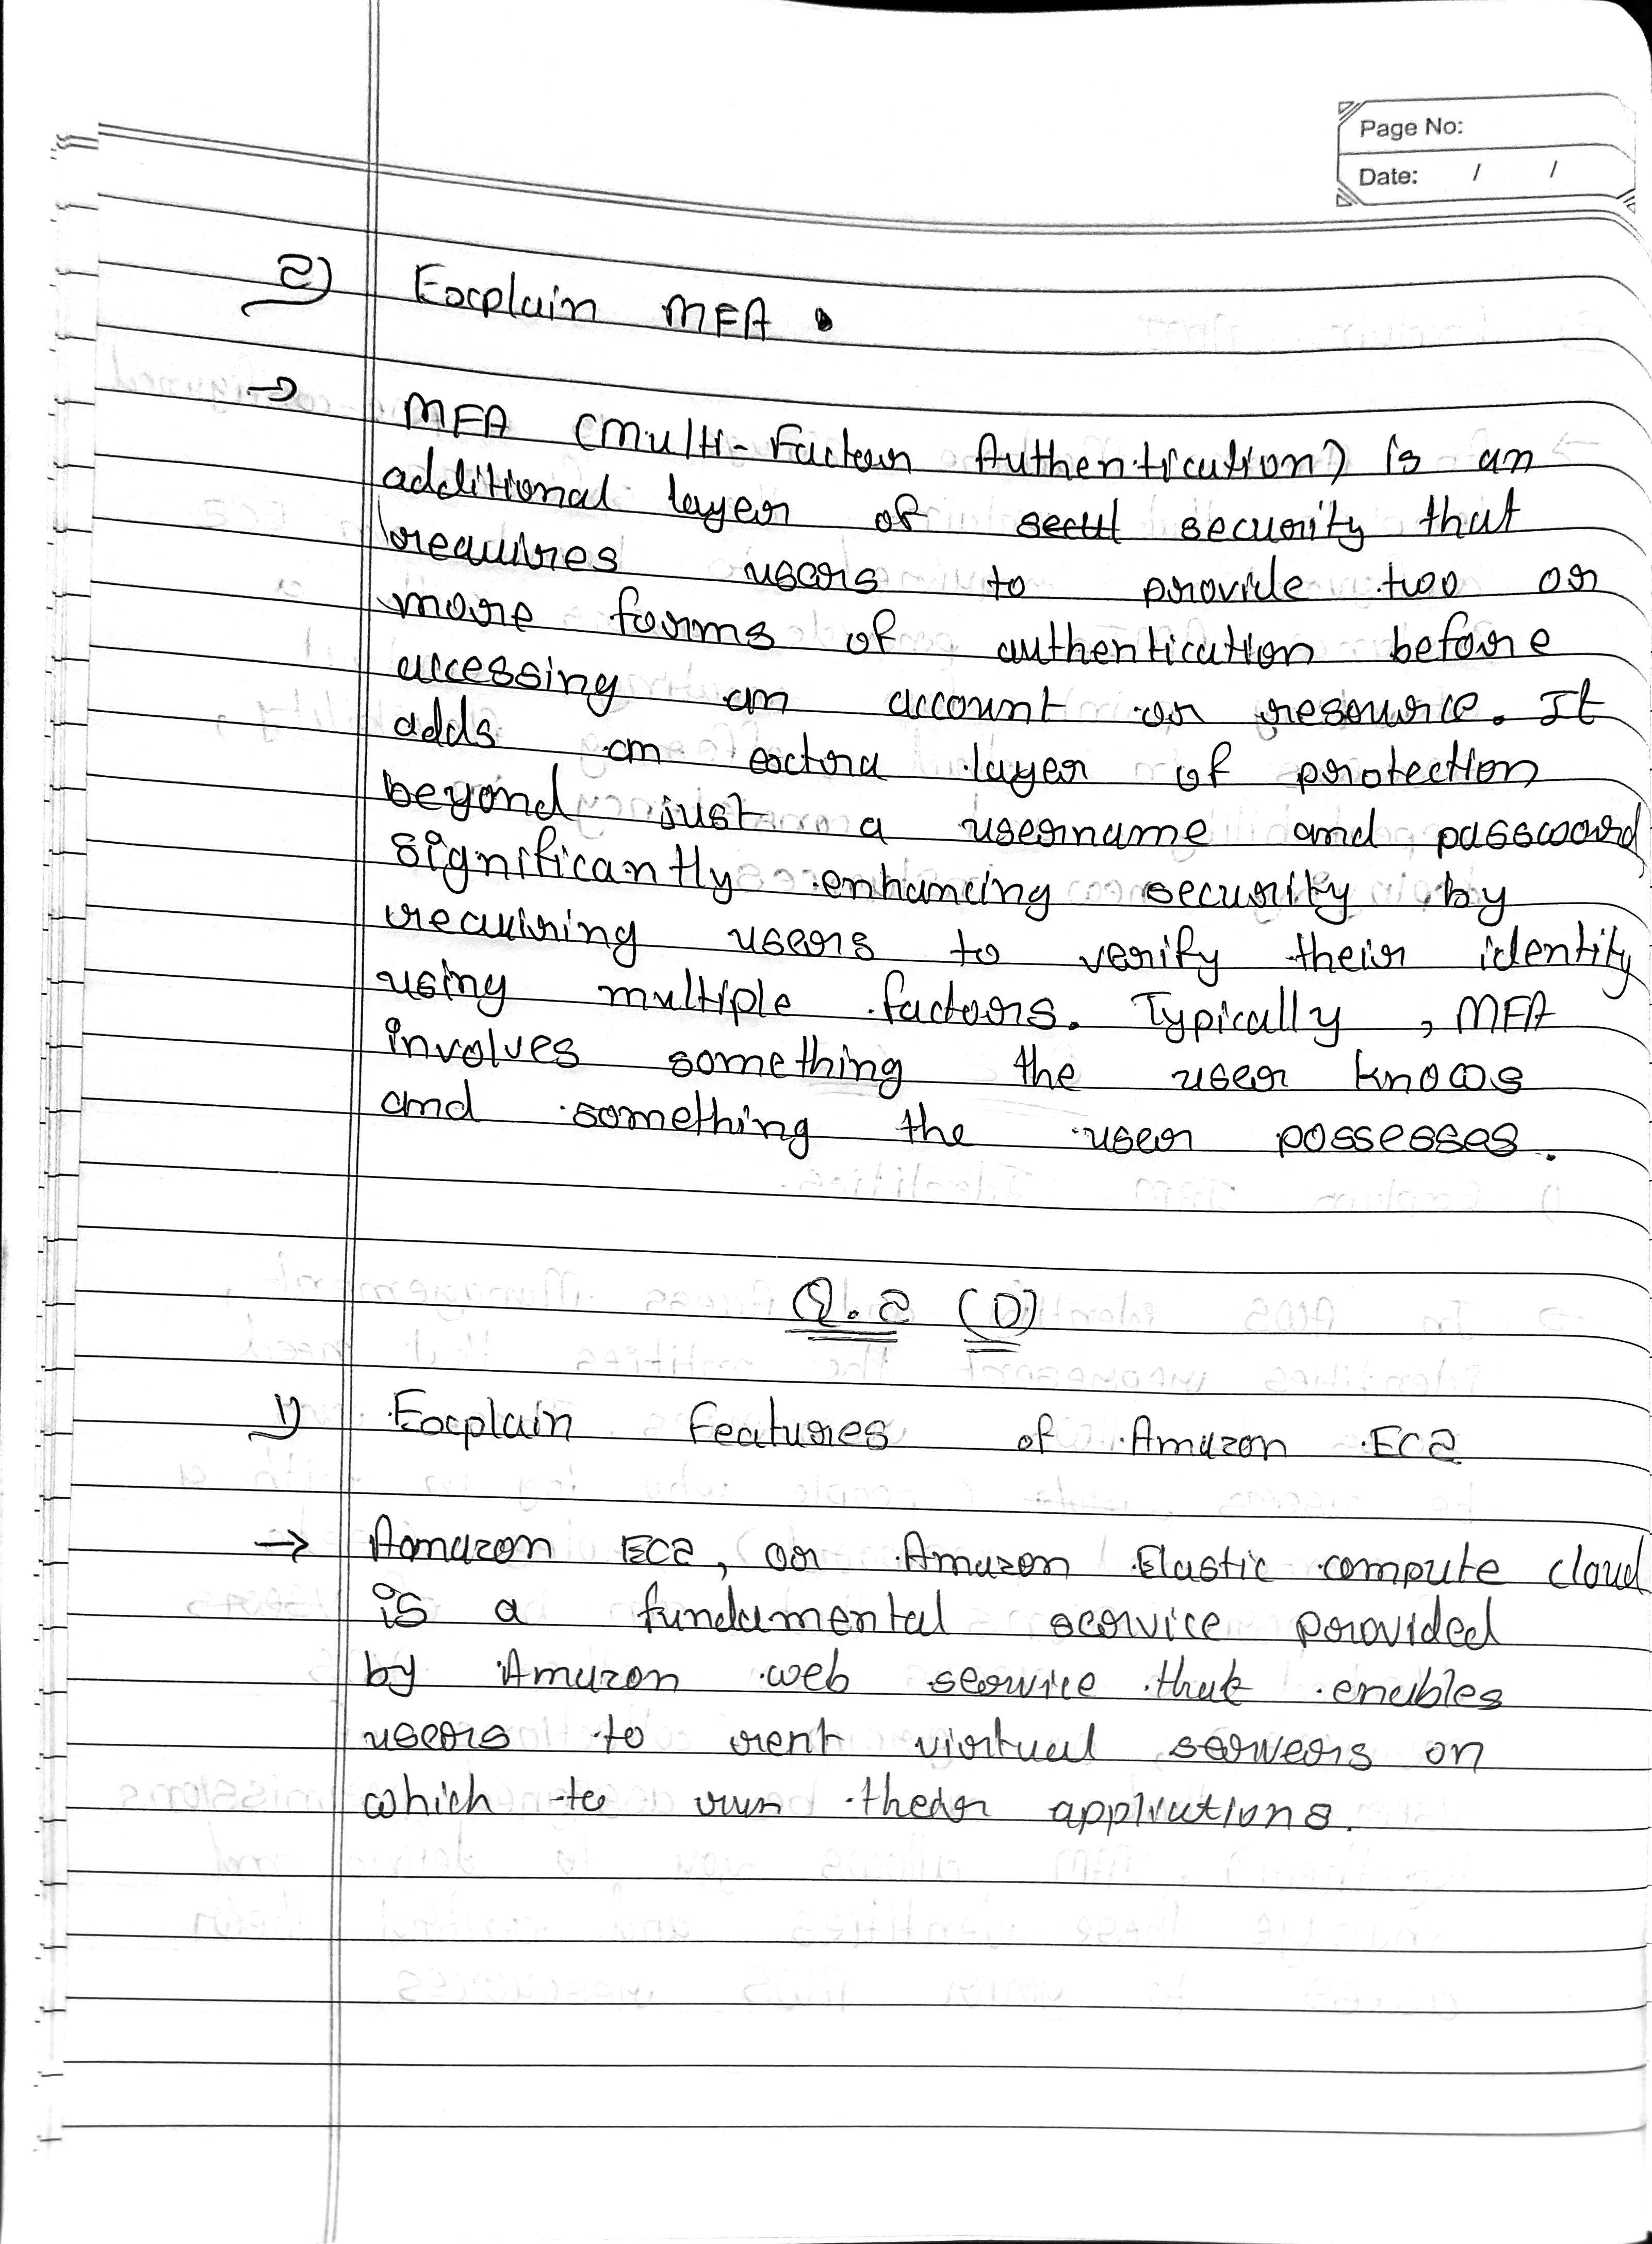 Page No:
Date: / /
2) Explain MFA.
→ MFA (Multi-Factor Authentication) is an
additional layer of secut security that
requires users to provide two or
more forms of authentication before
accessing an account or resource. It
adds an extra layer of protection
beyond just a username and password,
significantly enhancing security by
requiring users to verify their identity
using multiple factors. Typically, MFA
involves something the user knows
and something the user possesses.
Q.2 (D)
1) Explain Features of Amazon EC2
→ Amazon EC2, or Amazon Elastic compute cloud
is a fundamental service provided
by Amazon web service that enables
users to rent virtual servers on
which to run their applications.